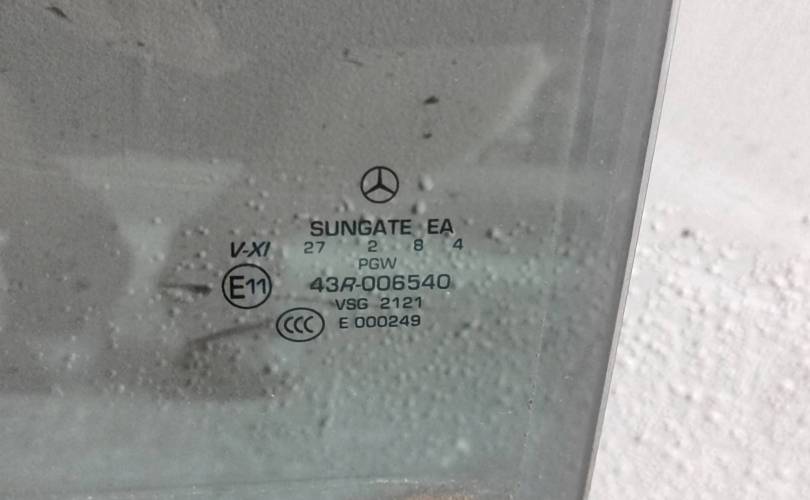 SUNGATE EA
V-XI 27 2 8 4
PGW
E11 43R-006540
VSG 2121
CCC E 000249